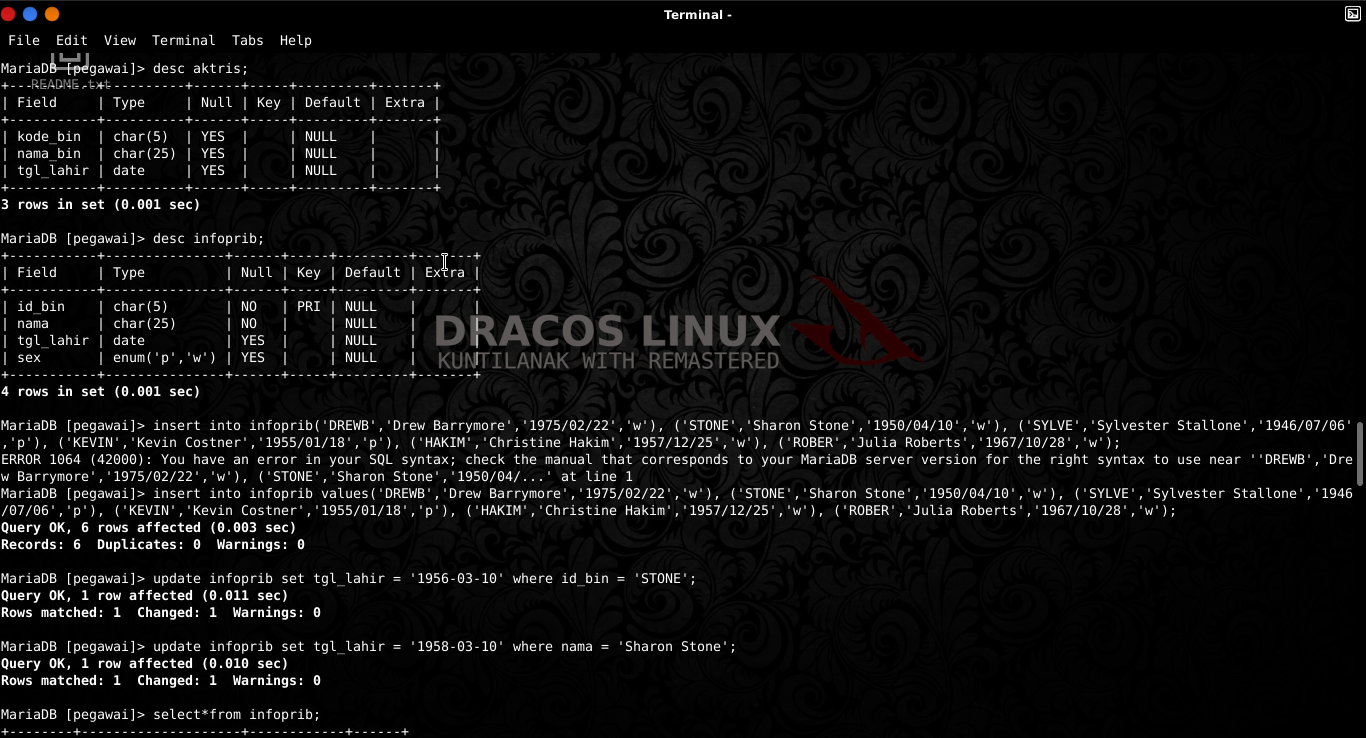 Terminal -
File Edit View Terminal Tabs Help
README.txt
MariaDB [pegawai]> desc aktris;
+----------+----------+------+-----+---------+-------+
| Field    | Type     | Null | Key | Default | Extra |
+----------+----------+------+-----+---------+-------+
| kode_bin | char(5)  | YES  |     | NULL    |       |
| nama_bin | char(25) | YES  |     | NULL    |       |
| tgl_lahir | date     | YES  |     | NULL    |       |
+----------+----------+------+-----+---------+-------+
3 rows in set (0.001 sec)
MariaDB [pegawai]> desc infoprib;
+-----------+---------------+------+-----+---------+-------+
| Field     | Type          | Null | Key | Default | Extra |
+-----------+---------------+------+-----+---------+-------+
| id_bin    | char(5)       | NO   | PRI | NULL    |       |
| nama      | char(25)      | NO   |     | NULL    |       |
| tgl_lahir | date          | YES  |     | NULL    |       |
| sex       | enum('p','w') | YES  |     | NULL    |       |
+-----------+---------------+------+-----+---------+-------+
DRACOS LINUX
KUNTILANAK WITH REMASTERED
4 rows in set (0.001 sec)
MariaDB [pegawai]> insert into infoprib('DREWB','Drew Barrymore','1975/02/22','w'), ('STONE','Sharon Stone','1950/04/10','w'), ('SYLVE','Sylvester Stallone','1946/07/06'
,'p'), ('KEVIN','Kevin Costner','1955/01/18','p'), ('HAKIM','Christine Hakim','1957/12/25','w'), ('ROBER','Julia Roberts','1967/10/28','w');
ERROR 1064 (42000): You have an error in your SQL syntax; check the manual that corresponds to your MariaDB server version for the right syntax to use near ''DREWB','Dre
w Barrymore','1975/02/22','w'), ('STONE','Sharon Stone','1950/04/...' at line 1
MariaDB [pegawai]> insert into infoprib values('DREWB','Drew Barrymore','1975/02/22','w'), ('STONE','Sharon Stone','1950/04/10','w'), ('SYLVE','Sylvester Stallone','1946
/07/06','p'), ('KEVIN','Kevin Costner','1955/01/18','p'), ('HAKIM','Christine Hakim','1957/12/25','w'), ('ROBER','Julia Roberts','1967/10/28','w');
Query OK, 6 rows affected (0.003 sec)
Records: 6  Duplicates: 0  Warnings: 0
MariaDB [pegawai]> update infoprib set tgl_lahir = '1956-03-10' where id_bin = 'STONE';
Query OK, 1 row affected (0.011 sec)
Rows matched: 1  Changed: 1  Warnings: 0
MariaDB [pegawai]> update infoprib set tgl_lahir = '1958-03-10' where nama = 'Sharon Stone';
Query OK, 1 row affected (0.010 sec)
Rows matched: 1  Changed: 1  Warnings: 0
MariaDB [pegawai]> select*from infoprib;
+--------+--------------------+------------+------+